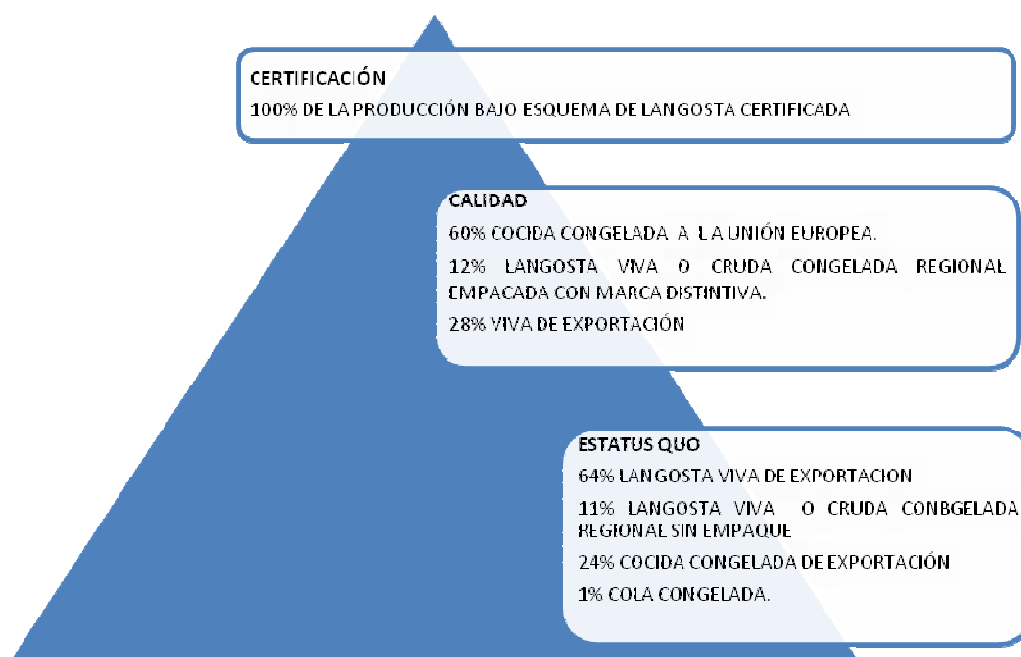 CERTIFICACIÓN
100% DE LA PRODUCCIÓN BAJO ESQUEMA DE LANGOSTA CERTIFICADA
CALIDAD
60% COCIDA CONGELADA A LA UNIÓN EUROPEA.
12% LANGOSTA VIVA O CRUDA CONGELADA REGIONAL
EMPACADA CON MARCA DISTINTIVA.
28% VIVA DE EXPORTACIÓN
ESTATUS QUO
64% LANGOSTA VIVA DE EXPORTACION
11% LANGOSTA VIVA O CRUDA CONBGELADA
REGIONAL SIN EMPAQUE
24% COCIDA CONGELADA DE EXPORTACIÓN
1% COLA CONGELADA.